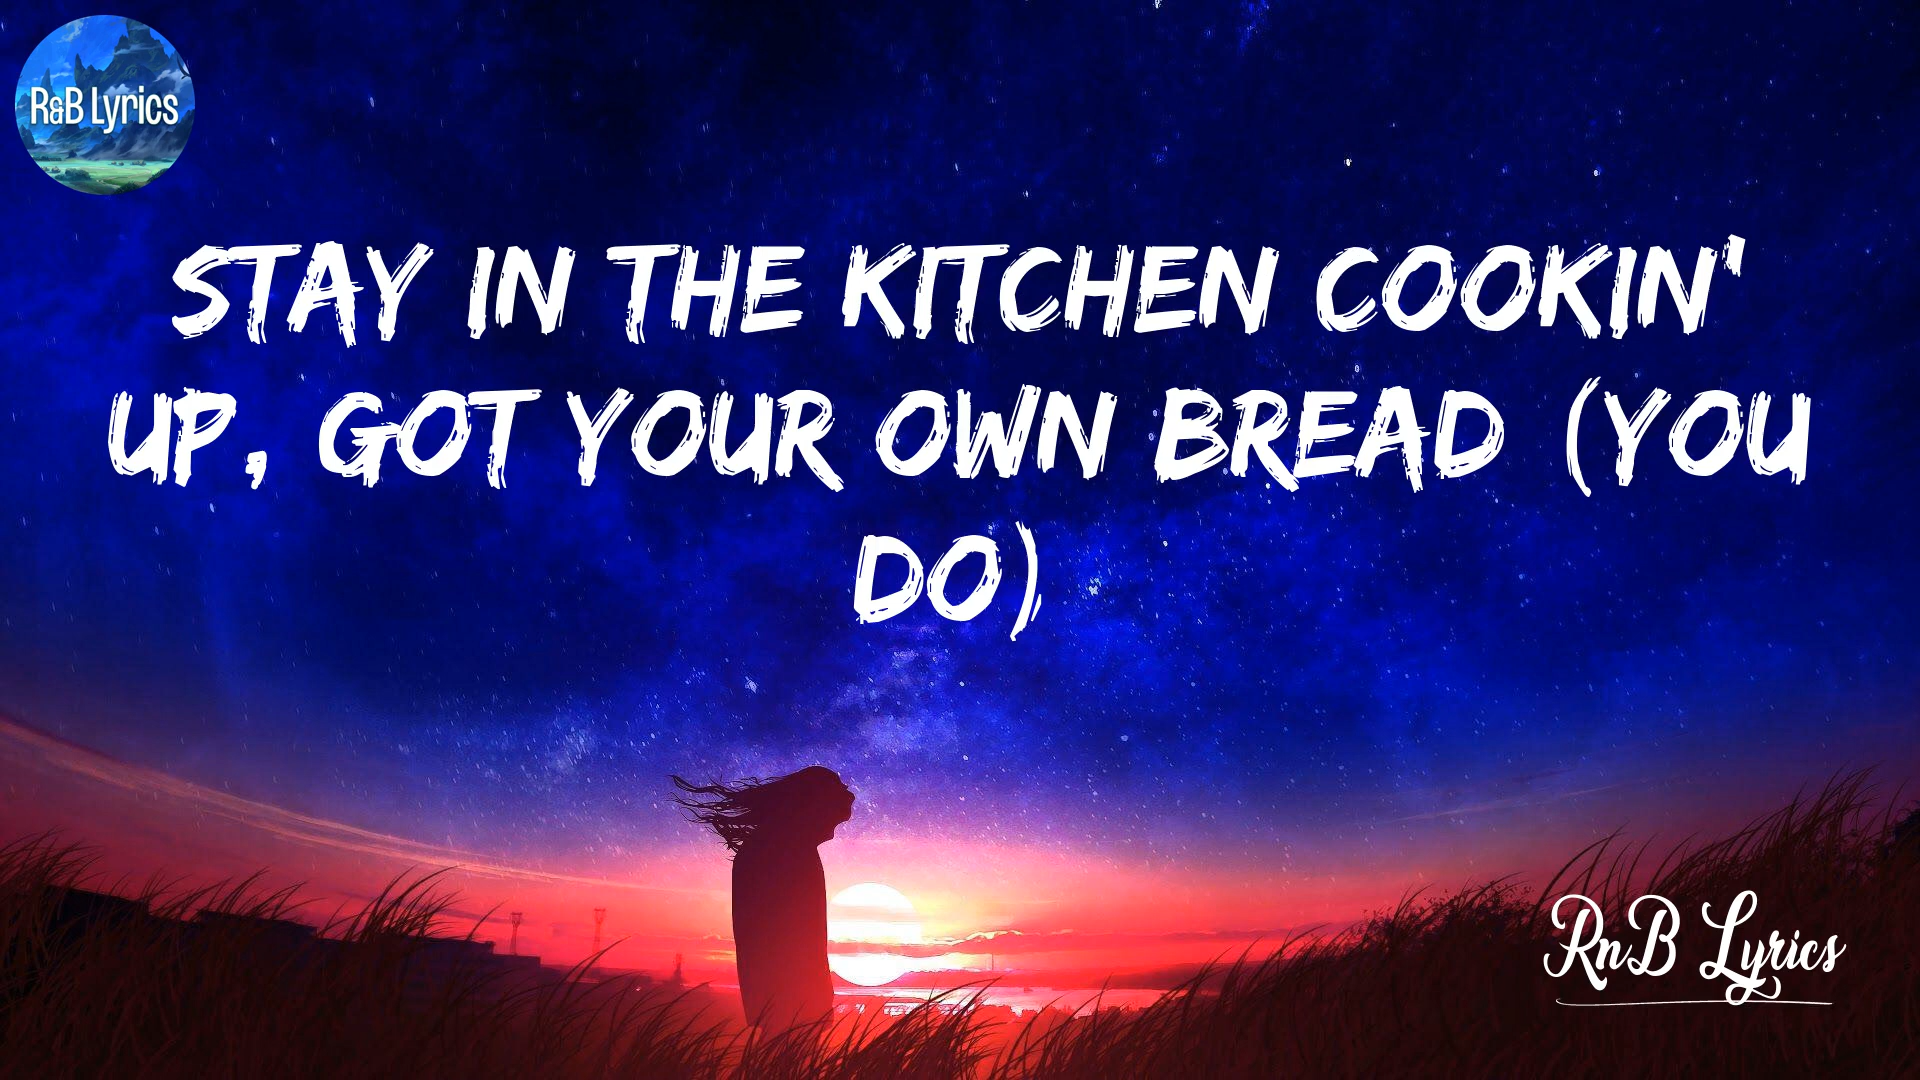 R&B Lyrics
STAY IN THE KITCHEN COOKIN'
UP, GOT YOUR OWN BREAD (YOU
DO)
RnB Lyrics